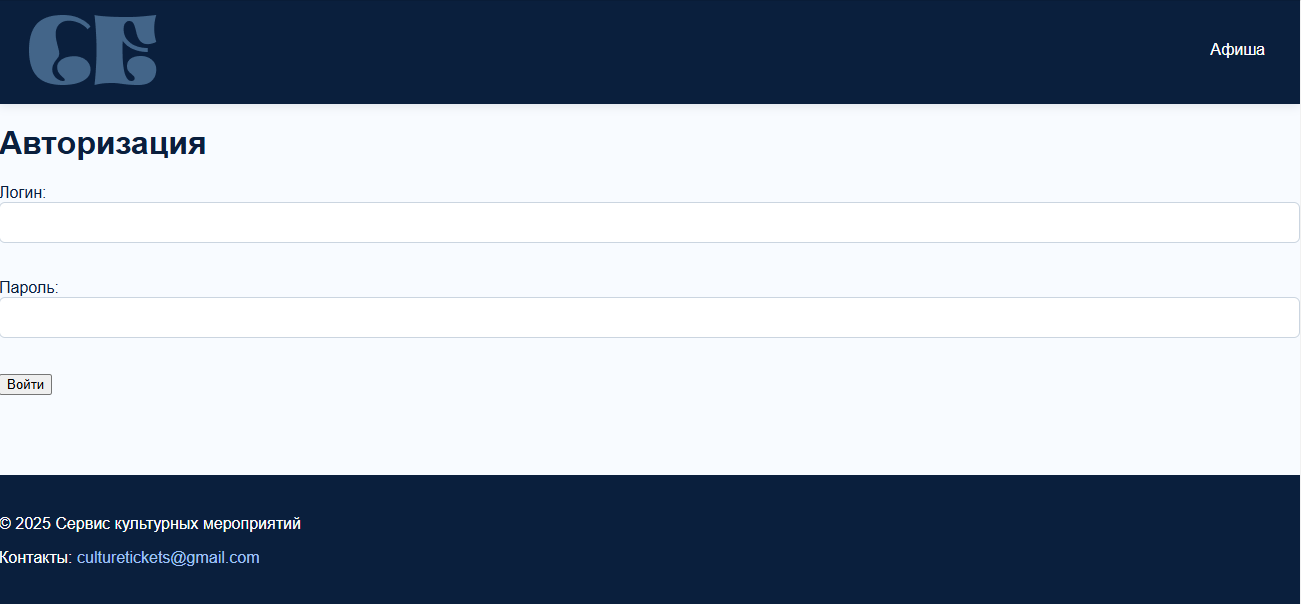 CE
Афиша
Авторизация
Логин:
Пароль:
Войти
© 2025 Сервис культурных мероприятий
Контакты: culturetickets@gmail.com